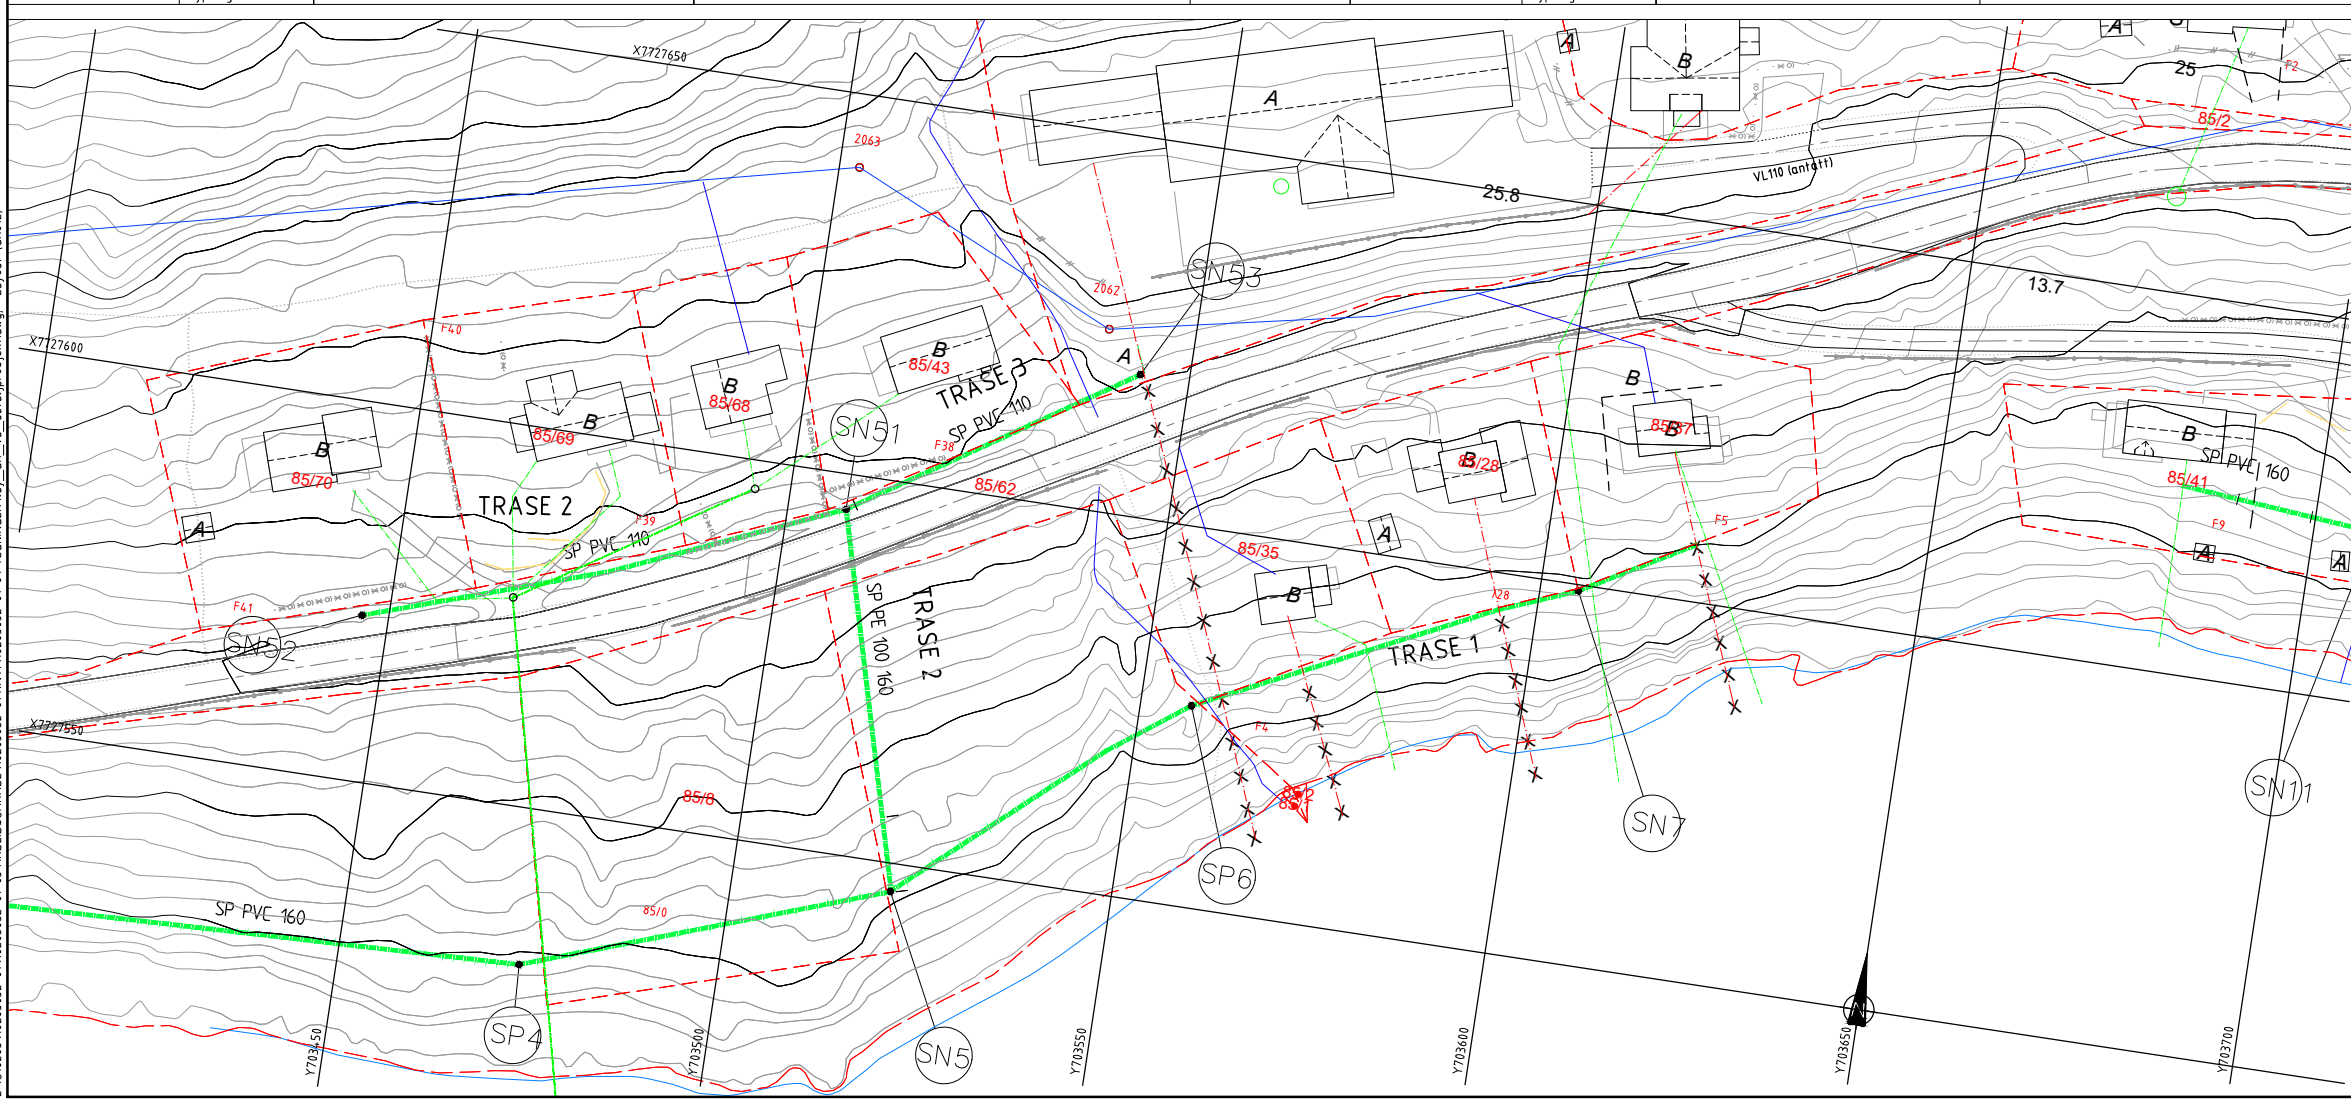 X7727650
A
A
B
A
25
F2
85/2
2063
VL110 (antatt)
25.8
SN53
2062
13.7
X7727600
F40
A
B
85/43
TRASE 3
SP PVC 110
B
85/68
SN51
B
85/69
B
85/70
F38
B
B
85/28
B
B
SP PVC 160
85/41
TRASE 2
85/62
F39
SP PVC 110
A
85/35
A
F5
F9
A
A
F41
SN52
SP PE 100 160
TRASE 2
B
TRASE 1
X7727550
F4
85/8
85/2
SN7
SN11
SP6
SP PVC 160
85/0
SP4
SN5
N
Y703450
Y703500
Y703550
Y703600
Y703650
Y703700